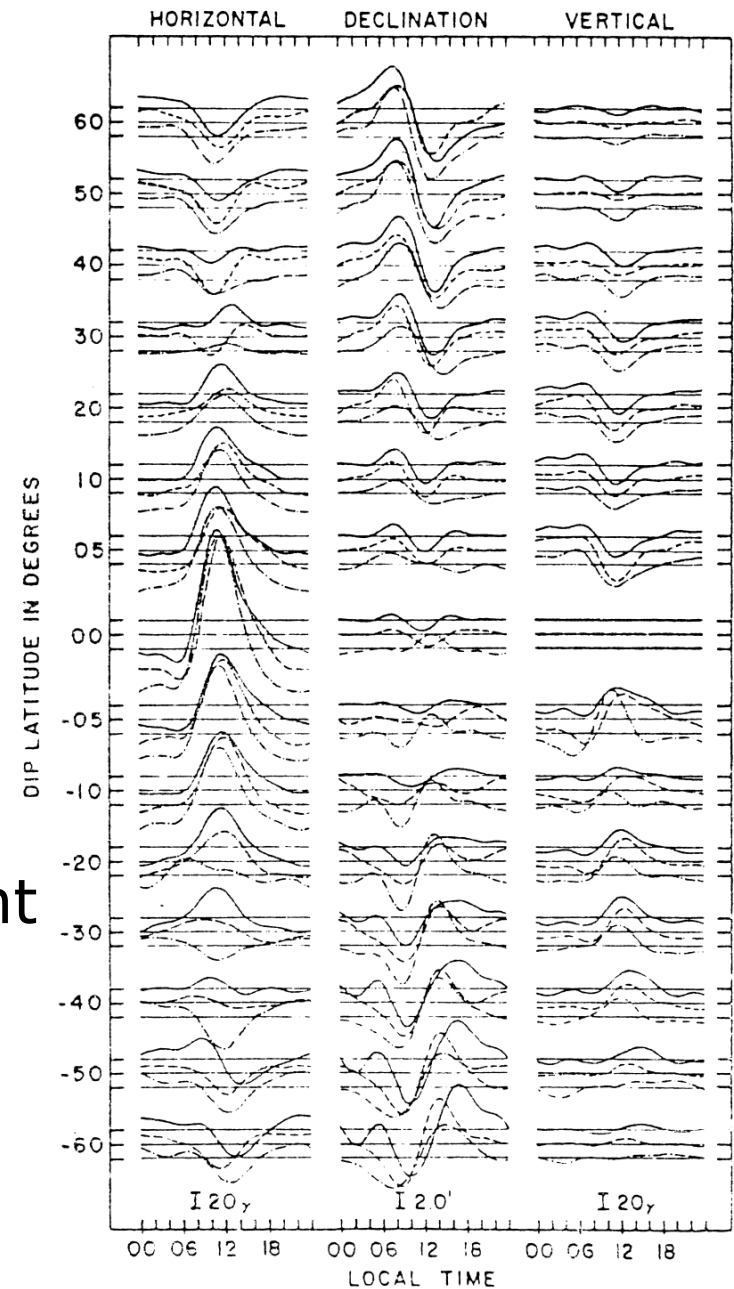 HORIZONTAL DECLINATION VERTICAL
60
50
40
30
20
10
05
00
-05
-10
-20
-30
-40
-50
-60
DIP LATITUDE IN DEGREES
nt
I 20γ I 2.0' I 20γ
00 06 12 18 00 06 12 18 00 06 12 18
LOCAL TIME